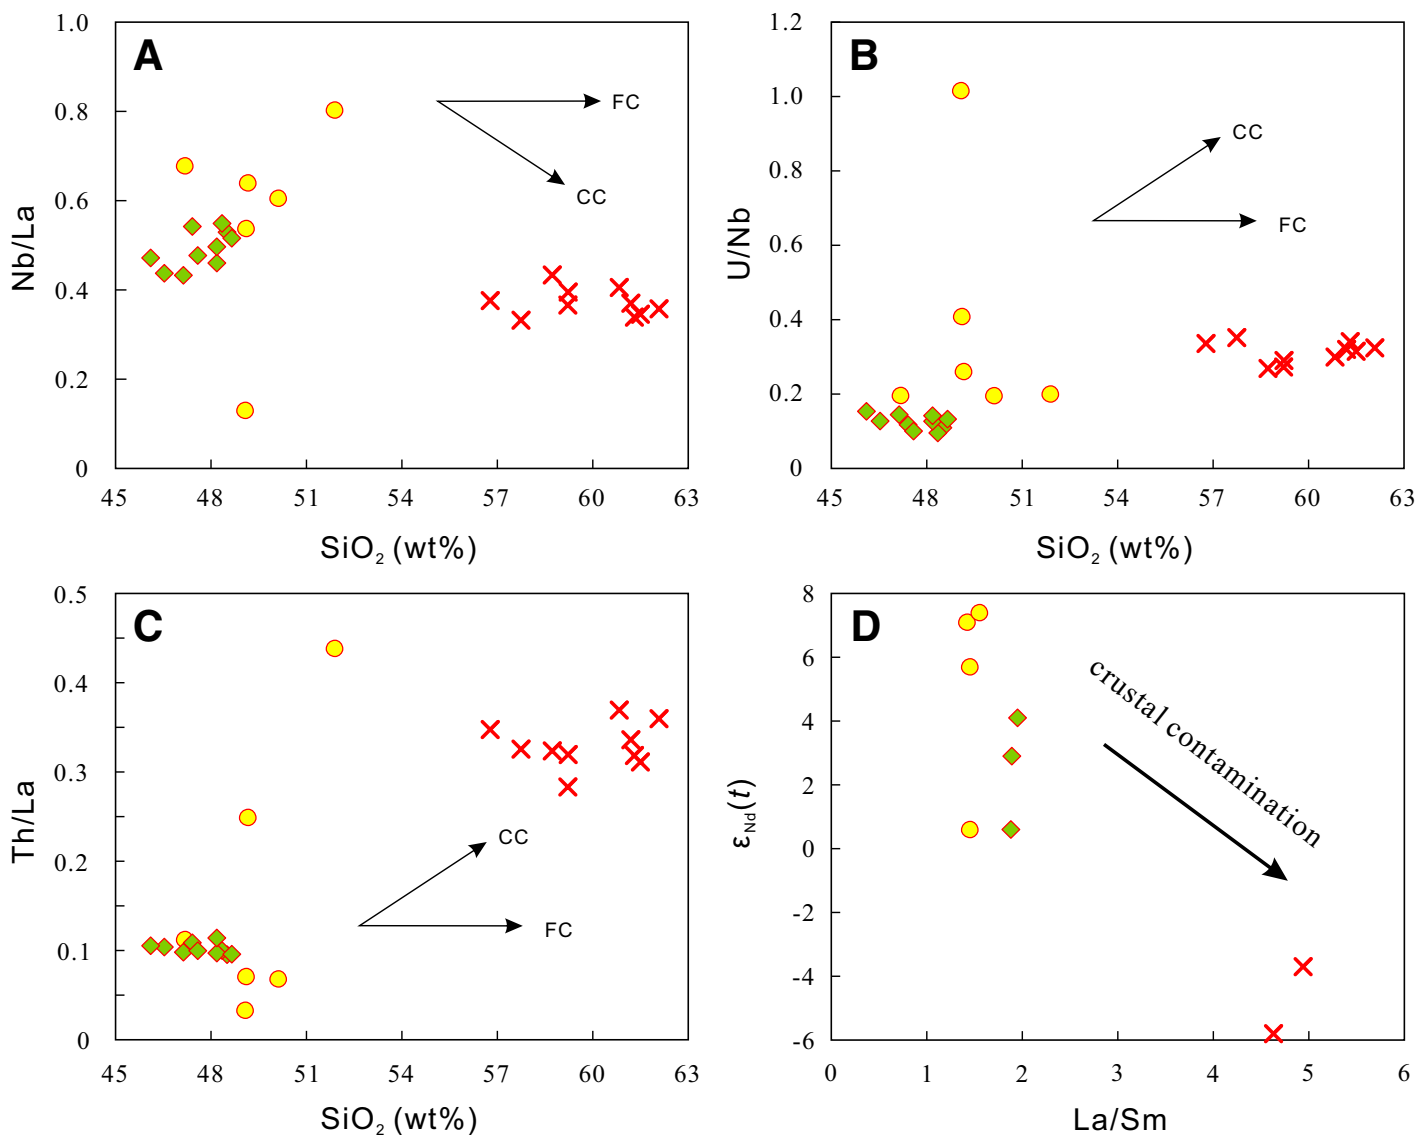 A
1.0
0.8
0.6
0.4
0.2
0
Nb/La
FC
CC
45 48 51 54 57 60 63
SiO₂ (wt%)
B
1.2
1.0
0.8
0.6
0.4
0.2
0
U/Nb
CC
FC
45 48 51 54 57 60 63
SiO₂ (wt%)
C
0.5
0.4
0.3
0.2
0.1
0
Th/La
CC
FC
45 48 51 54 57 60 63
SiO₂ (wt%)
D
8
6
4
2
0
-2
-4
-6
εNd(t)
crustal contamination
0 1 2 3 4 5 6
La/Sm